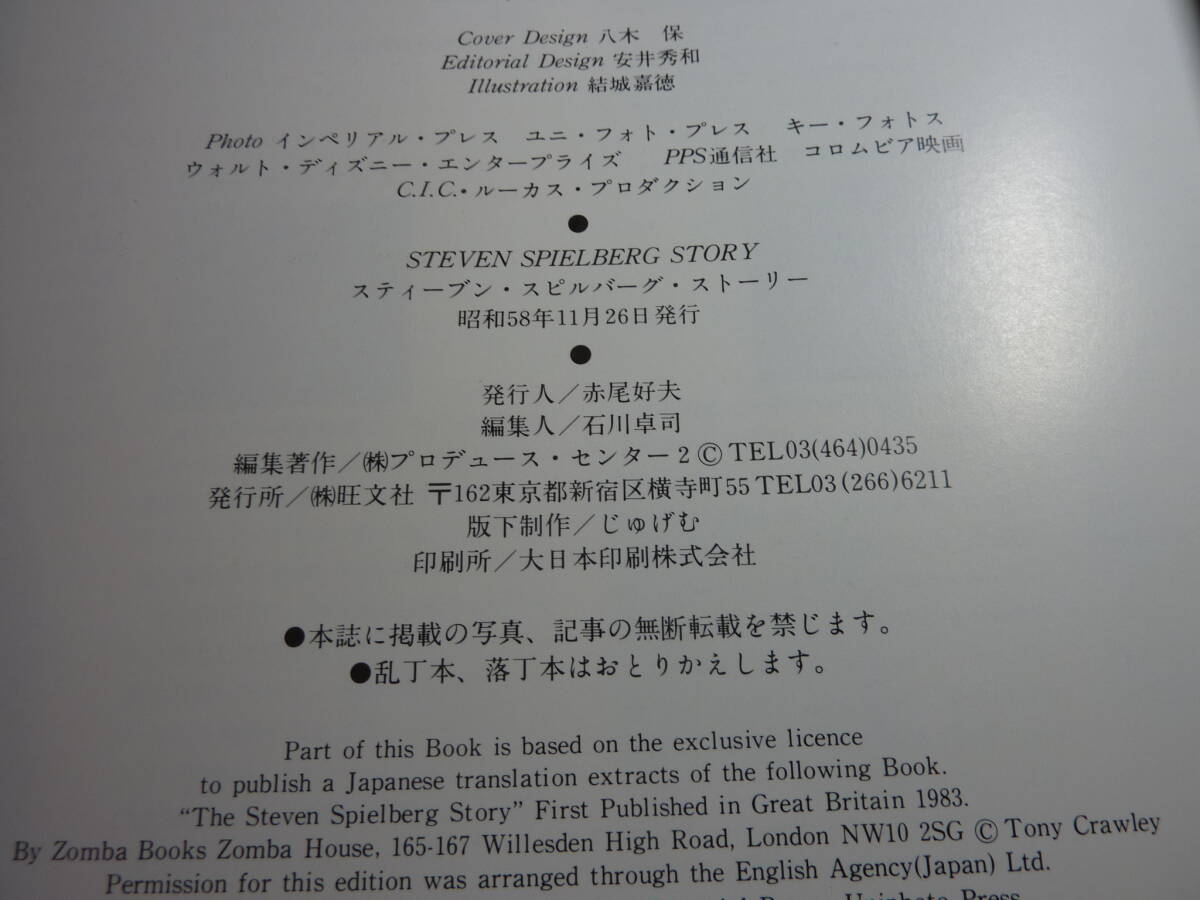 Cover Design 八木 保
Editorial Design 安井秀和
Illustration 結城嘉徳
Photo インペリアル・プレス ユニ・フォト・プレス キー・フォトス
ウォルト・ディズニー・エンタープライズ PPS通信社 コロムビア映画
C.I.C.・ルーカス・プロダクション
●
STEVEN SPIELBERG STORY
スティーブン・スピルバーグ・ストーリー
昭和58年11月26日発行
●
発行人／赤尾好夫
編集人／石川卓司
編集著作／㈱プロデュース・センター2 © TEL03(464)0435
発行所／㈱旺文社 〒162東京都新宿区横寺町55 TEL03(266)6211
版下制作／じゅげむ
印刷所／大日本印刷株式会社
●本誌に掲載の写真、記事の無断転載を禁じます。
●乱丁本、落丁本はおとりかえします。
Part of this Book is based on the exclusive licence
to publish a Japanese translation extracts of the following Book.
“The Steven Spielberg Story” First Published in Great Britain 1983.
By Zomba Books Zomba House, 165-167 Willesden High Road, London NW10 2SG © Tony Crawley
Permission for this edition was arranged through the English Agency(Japan) Ltd.
Press